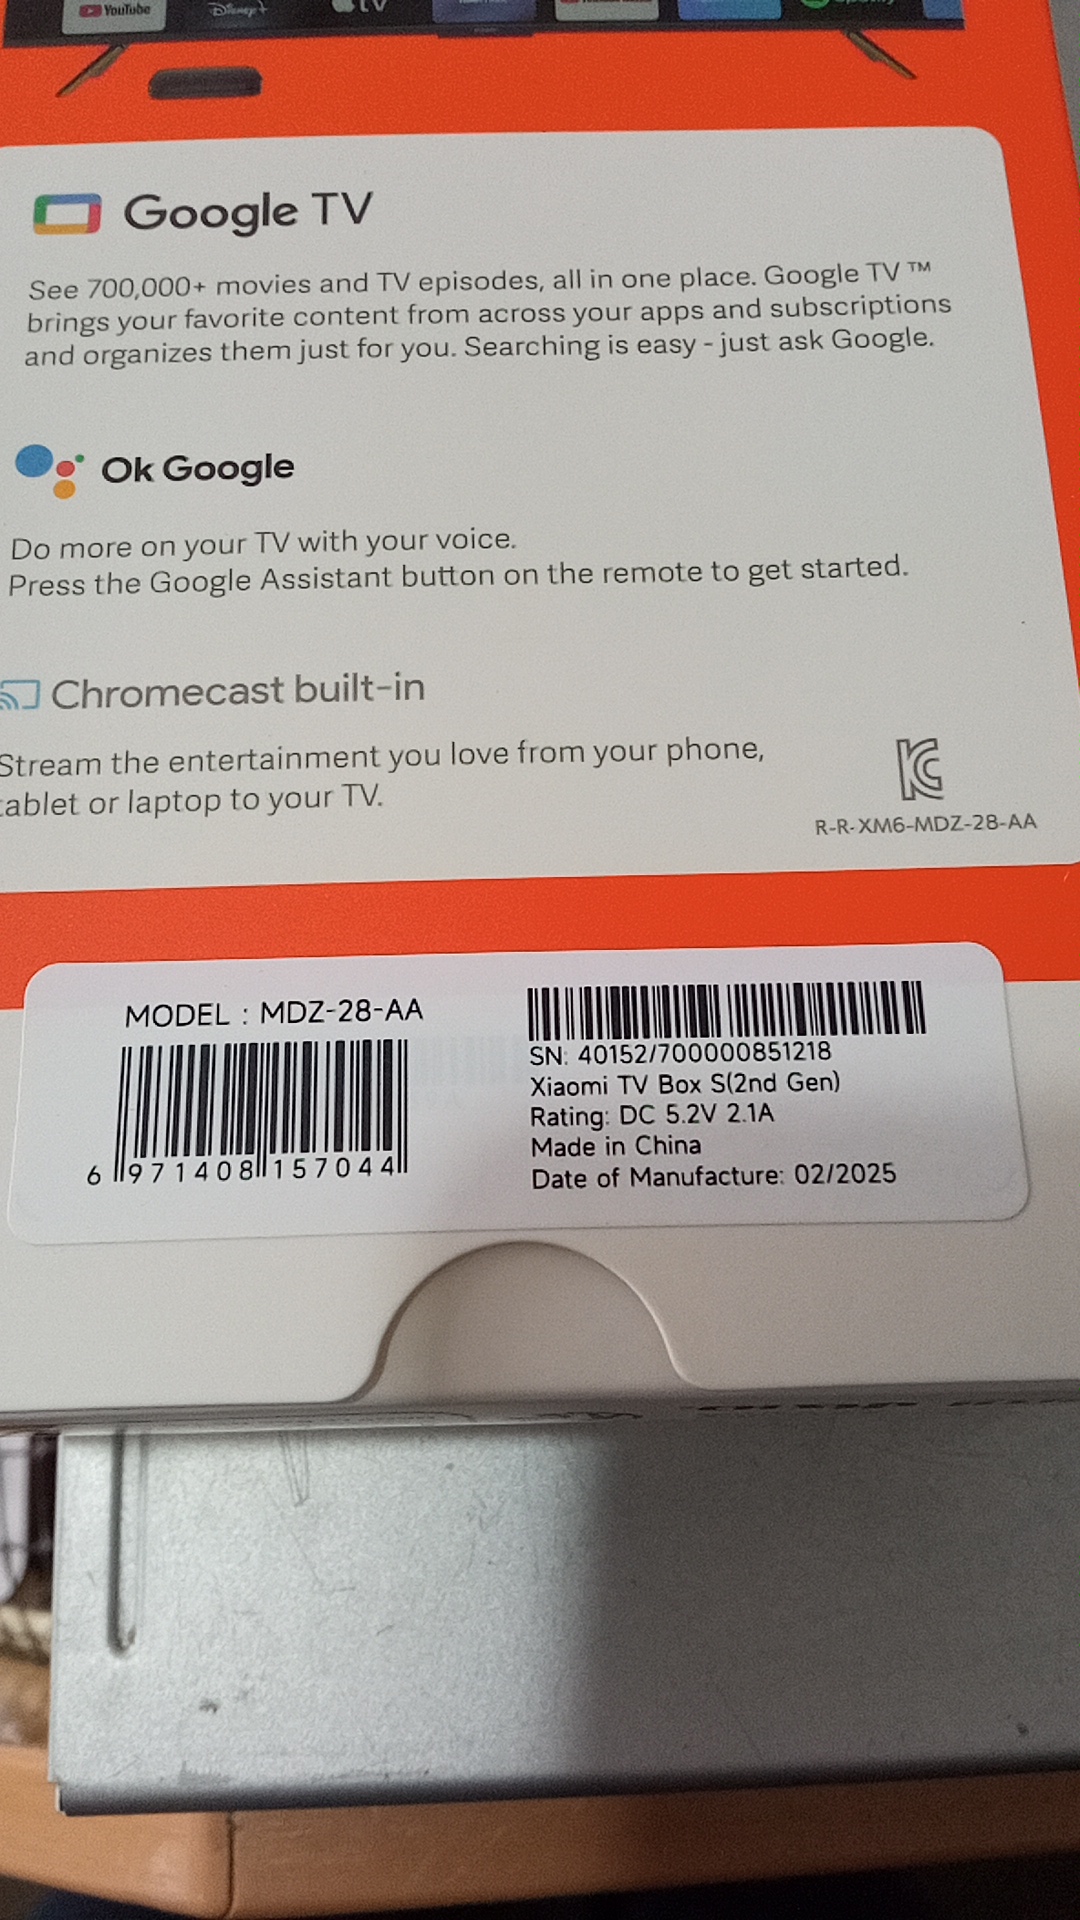 YouTube
Disney+
tv
Google TV
See 700,000+ movies and TV episodes, all in one place. Google TV ™
brings your favorite content from across your apps and subscriptions
and organizes them just for you. Searching is easy - just ask Google.
Ok Google
Do more on your TV with your voice.
Press the Google Assistant button on the remote to get started.
Chromecast built-in
Stream the entertainment you love from your phone,
tablet or laptop to your TV.
R-R-XM6-MDZ-28-AA
MODEL : MDZ-28-AA
6 971408 157044
SN: 40152/700000851218
Xiaomi TV Box S(2nd Gen)
Rating: DC 5.2V 2.1A
Made in China
Date of Manufacture: 02/2025